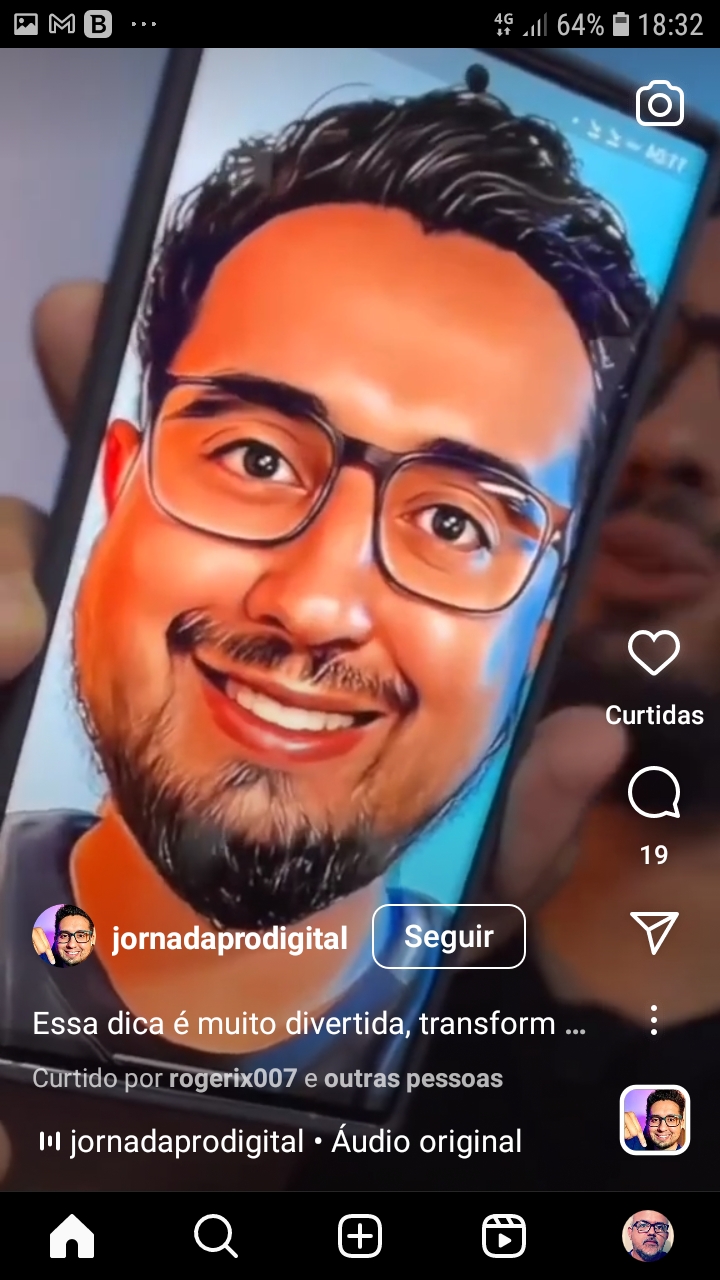 4G 64% 18:32
Curtidas
19
jornadaprodigital Seguir
Essa dica é muito divertida, transform ...
Curtido por rogerix007 e outras pessoas
jornadaprodigital • Áudio original